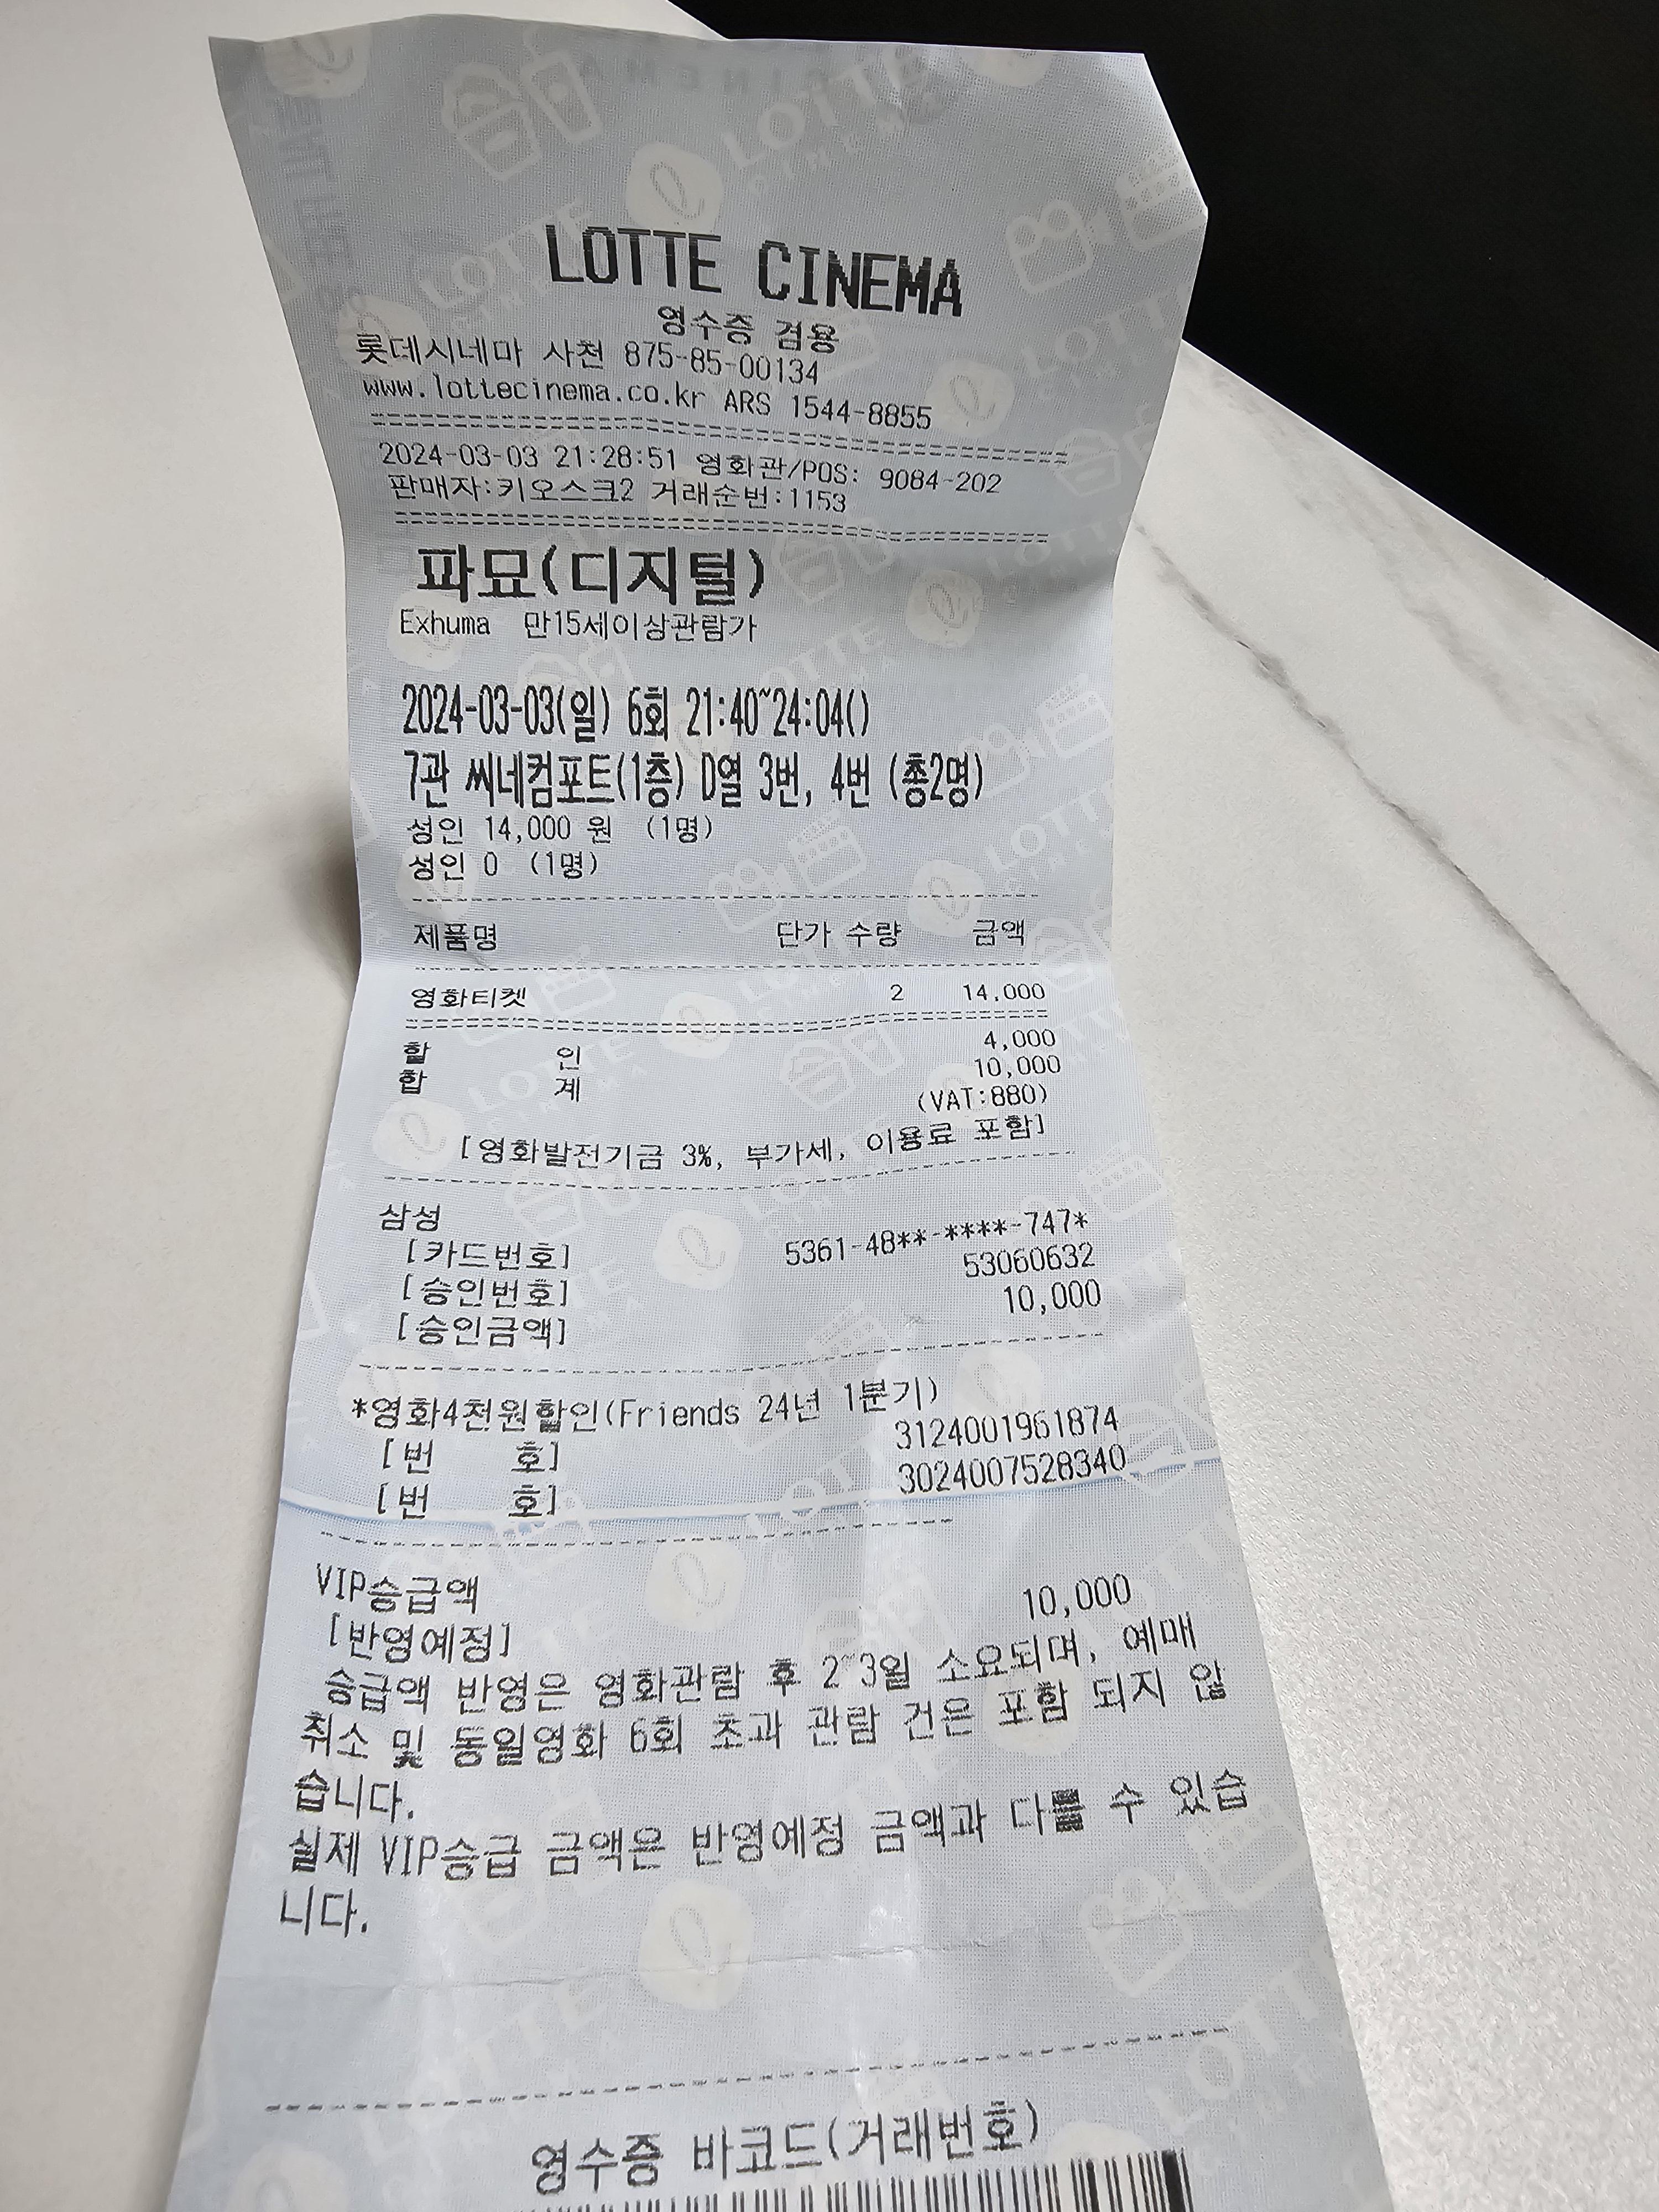 LOTTE CINEMA
영수증 겸용
롯데시네마 사천 875-85-00134
www.lottecinema.co.kr ARS 1544-8855
2024-03-03 21:28:51 영화관/POS: 9084-202
판매자:키오스크2 거래순번:1153
파묘(디지털)
Exhuma 만15세이상관람가
2024-03-03(일) 6회 21:40~24:04()
7관 씨네컴포트(1층) D열 3번, 4번 (총2명)
성인 14,000 원 (1명)
성인 0 (1명)
제품명 단가 수량 금액
영화티켓 2 14,000
할 인 4,000
합 계 10,000
(VAT:880)
[영화발전기금 3%, 부가세, 이용료 포함]
삼성
[카드번호] 5361-48**-****-747*
[승인번호] 53060632
[승인금액] 10,000
*영화4천원할인(Friends 24년 1분기)
[번 호] 3124001961874
[번 호] 3024007528340
VIP승급액 10,000
[반영예정]
승급액 반영은 영화관람 후 2~3일 소요되며, 예매
취소 및 동일영화 6회 초과 관람 건은 포함 되지 않
습니다.
실제 VIP승급 금액은 반영예정 금액과 다를 수 있습
니다.
영수증 바코드(거래번호)